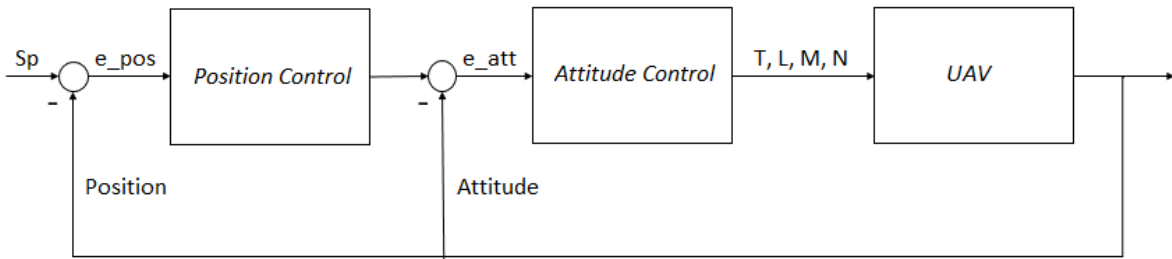 Sp
e_pos
Position Control
e_att
Attitude Control
T, L, M, N
UAV
-
-
Position
Attitude